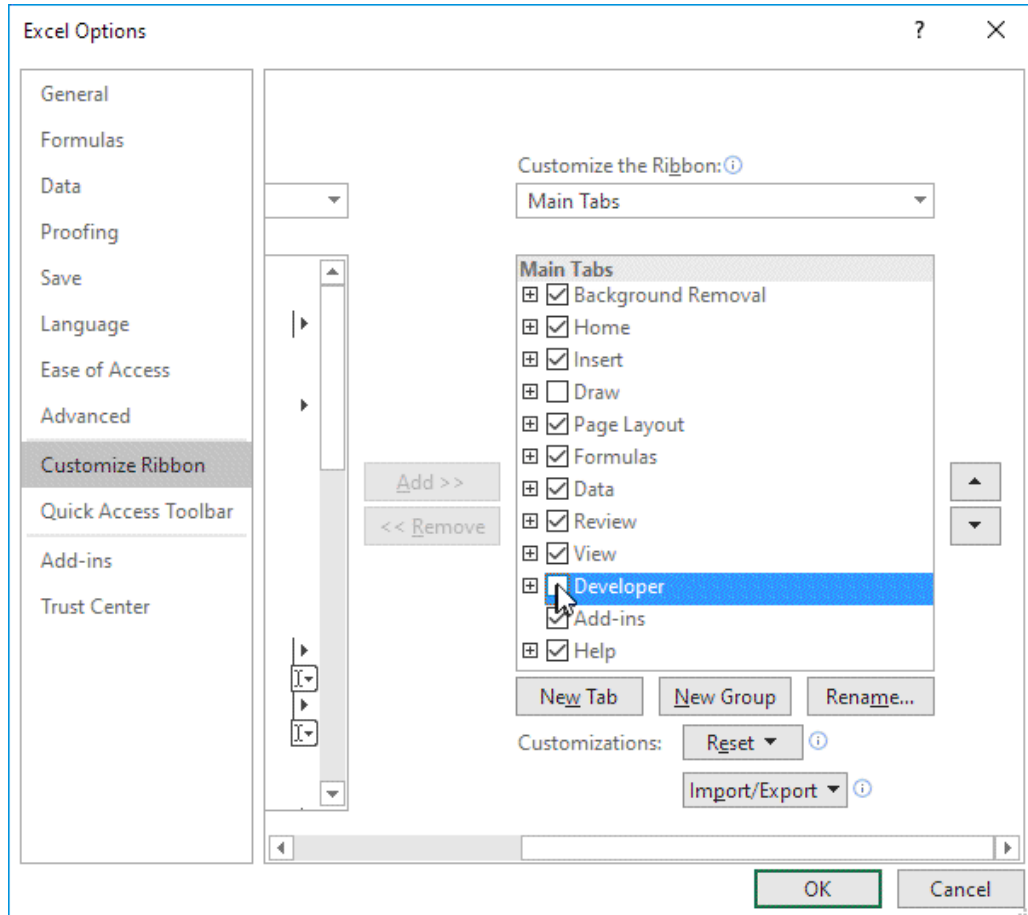 Excel Options
?
General
Formulas
Data
Proofing
Save
Language
Ease of Access
Advanced
Customize Ribbon
Quick Access Toolbar
Add-ins
Trust Center
Add >>
<< Remove
Customize the Ribbon:
Main Tabs
Main Tabs
Background Removal
Home
Insert
Draw
Page Layout
Formulas
Data
Review
View
Developer
Add-ins
Help
New Tab New Group Rename...
Customizations: Reset
Import/Export
OK Cancel